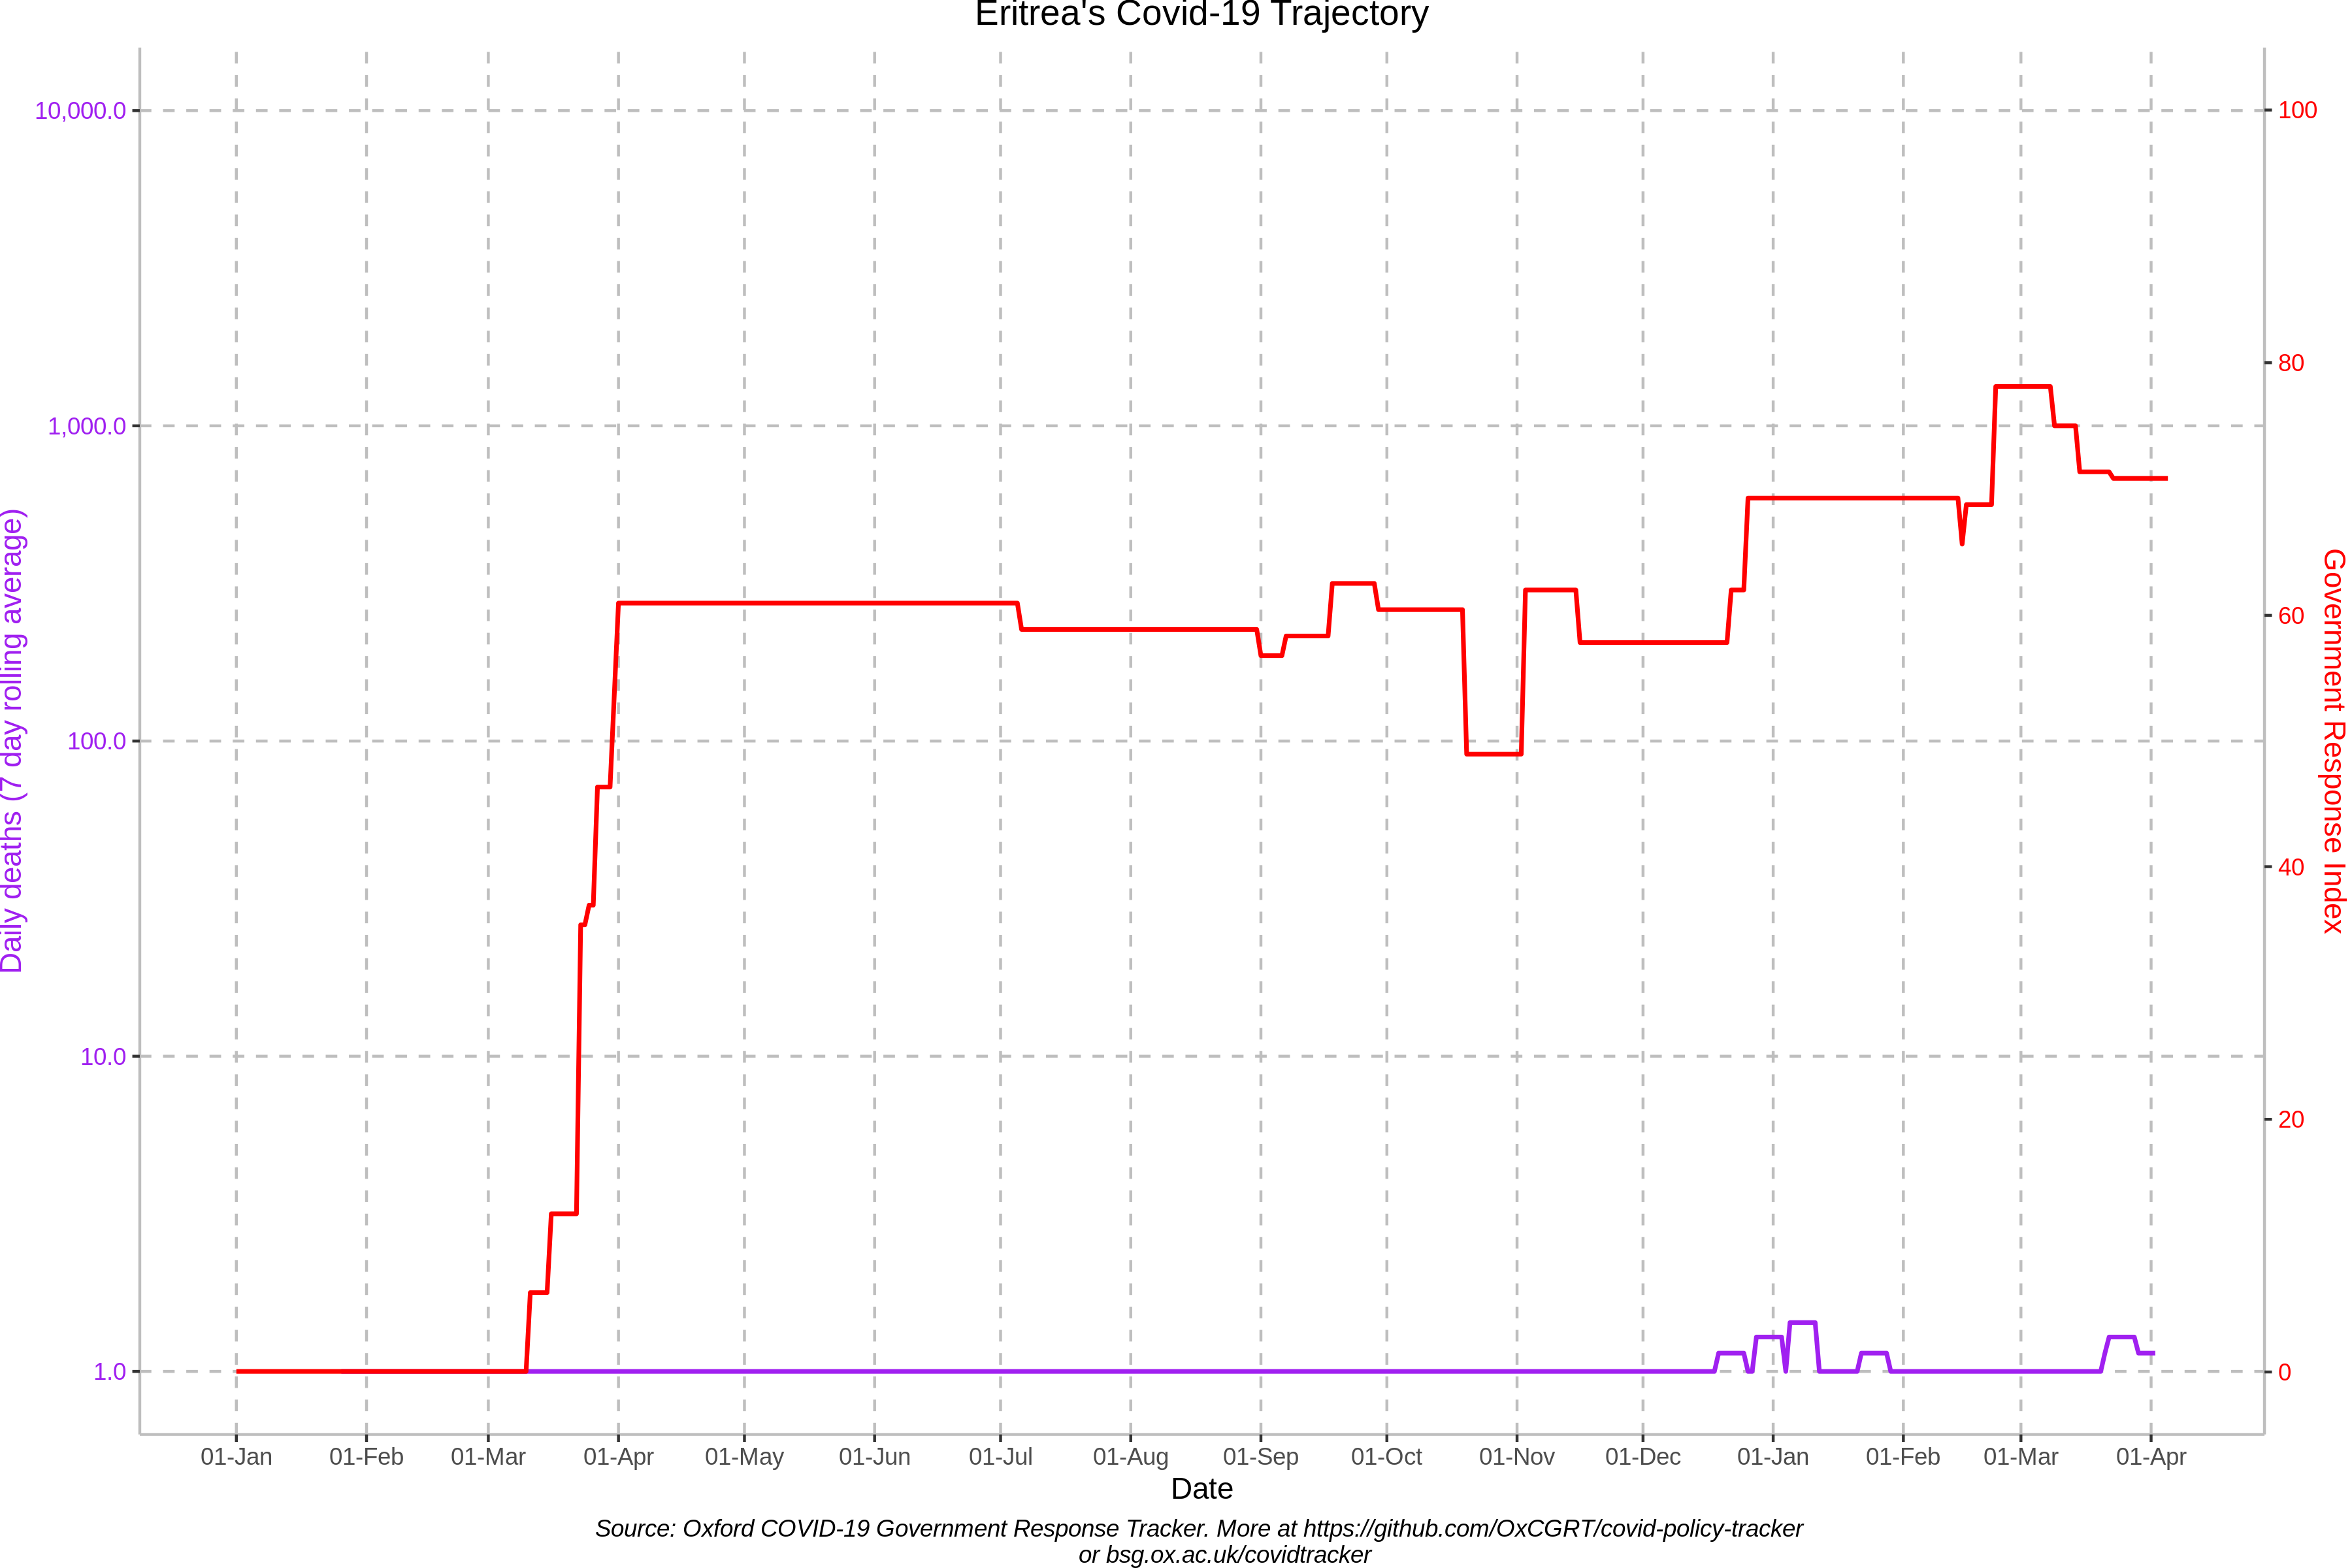 Eritrea's Covid-19 Trajectory
10,000.0
1,000.0
100.0
10.0
1.0
Daily deaths (7 day rolling average)
100
80
60
40
20
0
Government Response Index
01-Jan 01-Feb 01-Mar 01-Apr 01-May 01-Jun 01-Jul 01-Aug 01-Sep 01-Oct 01-Nov 01-Dec 01-Jan 01-Feb 01-Mar 01-Apr
Date
Source: Oxford COVID-19 Government Response Tracker. More at https://github.com/OxCGRT/covid-policy-tracker
or bsg.ox.ac.uk/covidtracker